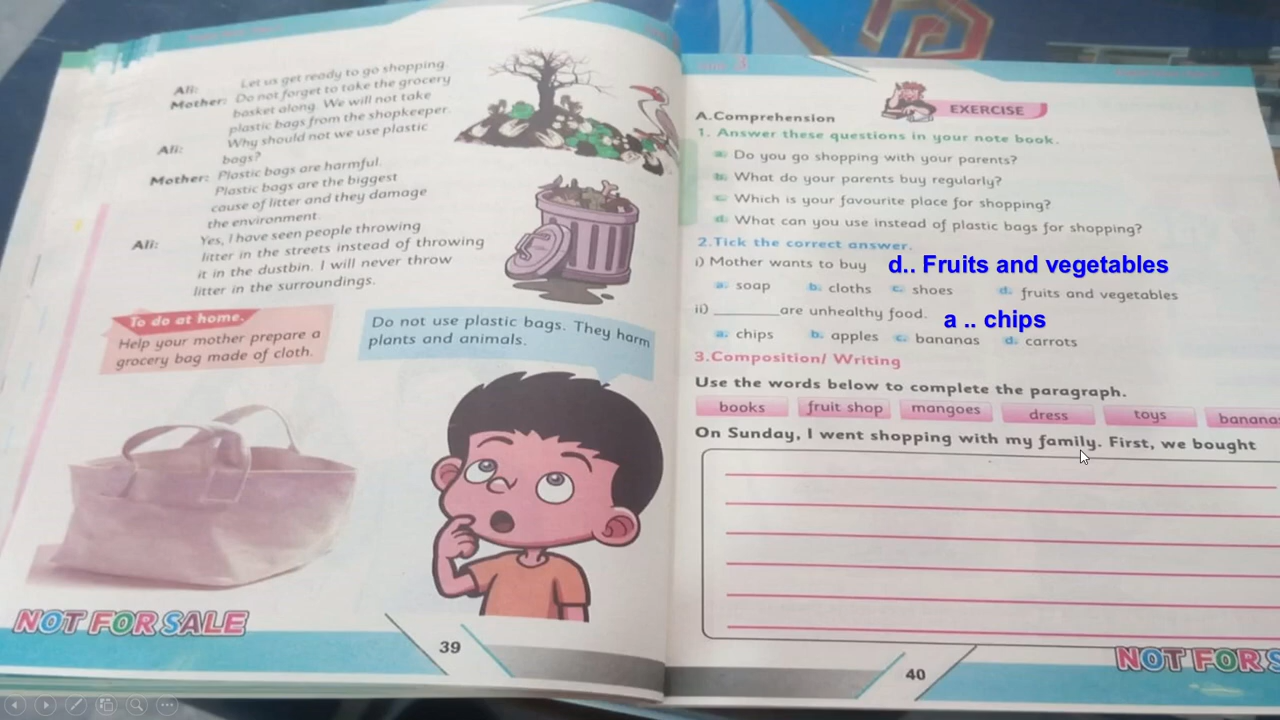 Ali: Let us get ready to go shopping.
Mother: Do not forget to take the grocery
basket along. We will not take
plastic bags from the shopkeeper.
Ali: Why should not we use plastic
bags?
Mother: Plastic bags are harmful.
Plastic bags are the biggest
cause of litter and they damage
the environment.
Ali: Yes, I have seen people throwing
litter in the streets instead of throwing
it in the dustbin. I will never throw
litter in the surroundings.
To do at home.
Help your mother prepare a
grocery bag made of cloth.
Do not use plastic bags. They harm
plants and animals.
NOT FOR SALE
39
3
EXERCISE
A.Comprehension
1. Answer these questions in your note book.
a. Do you go shopping with your parents?
b. What do your parents buy regularly?
c. Which is your favourite place for shopping?
d. What can you use instead of plastic bags for shopping?
2.Tick the correct answer.
i) Mother wants to buy d.. Fruits and vegetables
a. soap b. cloths c. shoes d. fruits and vegetables
ii) ________are unhealthy food. a .. chips
a. chips b. apples c. bananas d. carrots
3.Composition/ Writing
Use the words below to complete the paragraph.
books fruit shop mangoes dress toys banana
On Sunday, I went shopping with my family. First, we bought
40
NOT FOR S